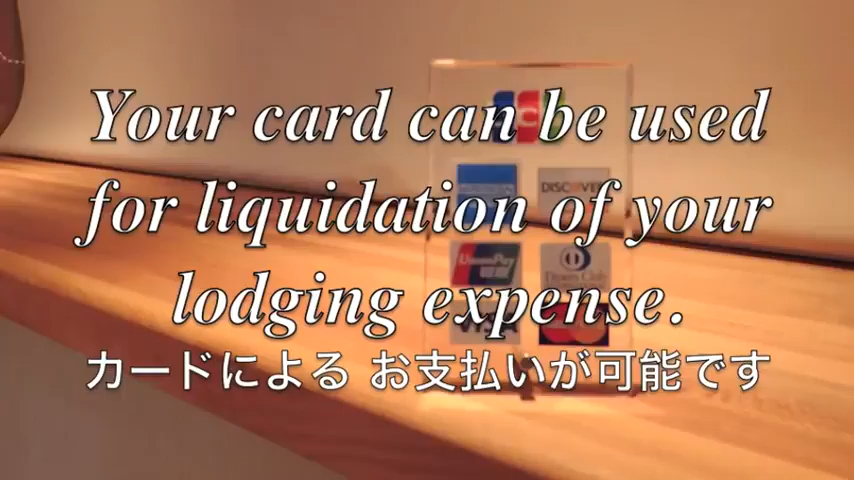 Your card can be used
for liquidation of your
lodging expense.
カードによる お支払いが可能です
JCB
DISCOVER
UnionPay
Diners Club
VISA